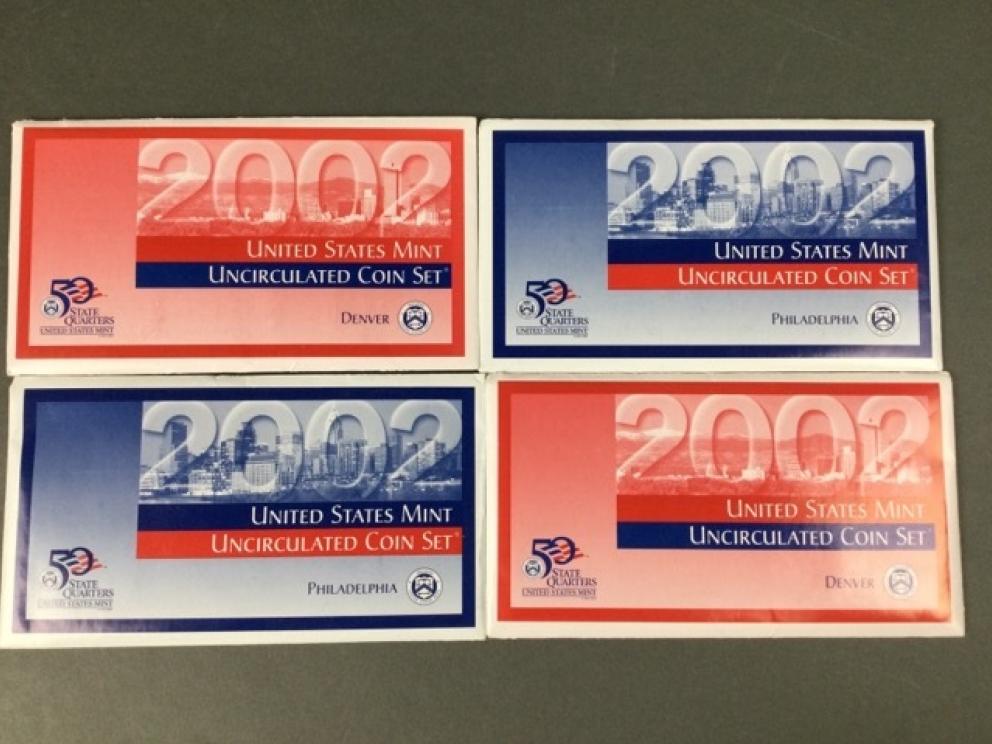 2002
UNITED STATES MINT
UNCIRCULATED COIN SET
50
STATE
QUARTERS
UNITED STATES MINT
DENVER
2002
UNITED STATES MINT
UNCIRCULATED COIN SET
50
STATE
QUARTERS
UNITED STATES MINT
PHILADELPHIA
2002
UNITED STATES MINT
UNCIRCULATED COIN SET
50
STATE
QUARTERS
UNITED STATES MINT
PHILADELPHIA
2002
UNITED STATES MINT
UNCIRCULATED COIN SET
50
STATE
QUARTERS
UNITED STATES MINT
DENVER